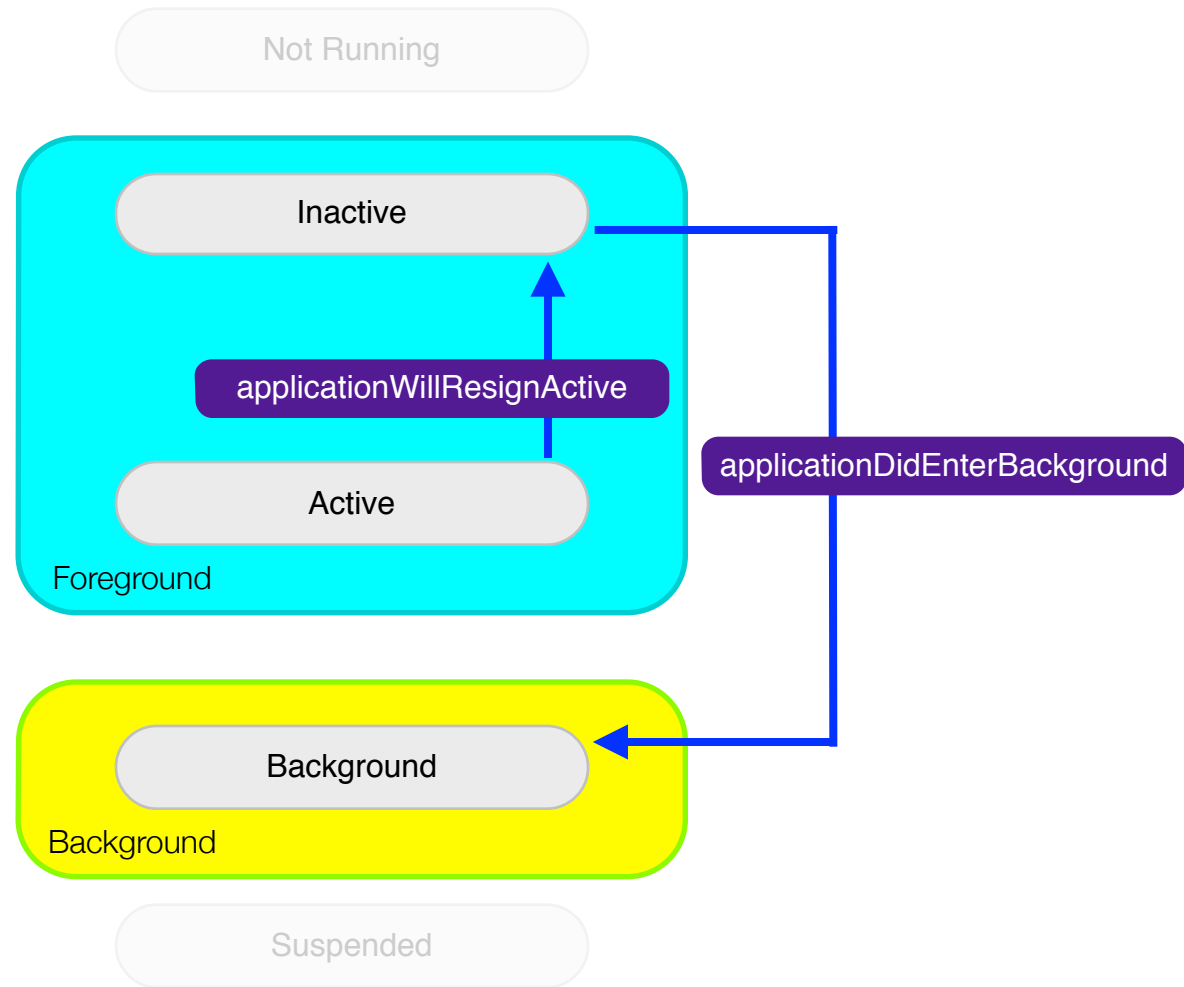 Not Running
Inactive
applicationWillResignActive
applicationDidEnterBackground
Active
Foreground
Background
Background
Suspended